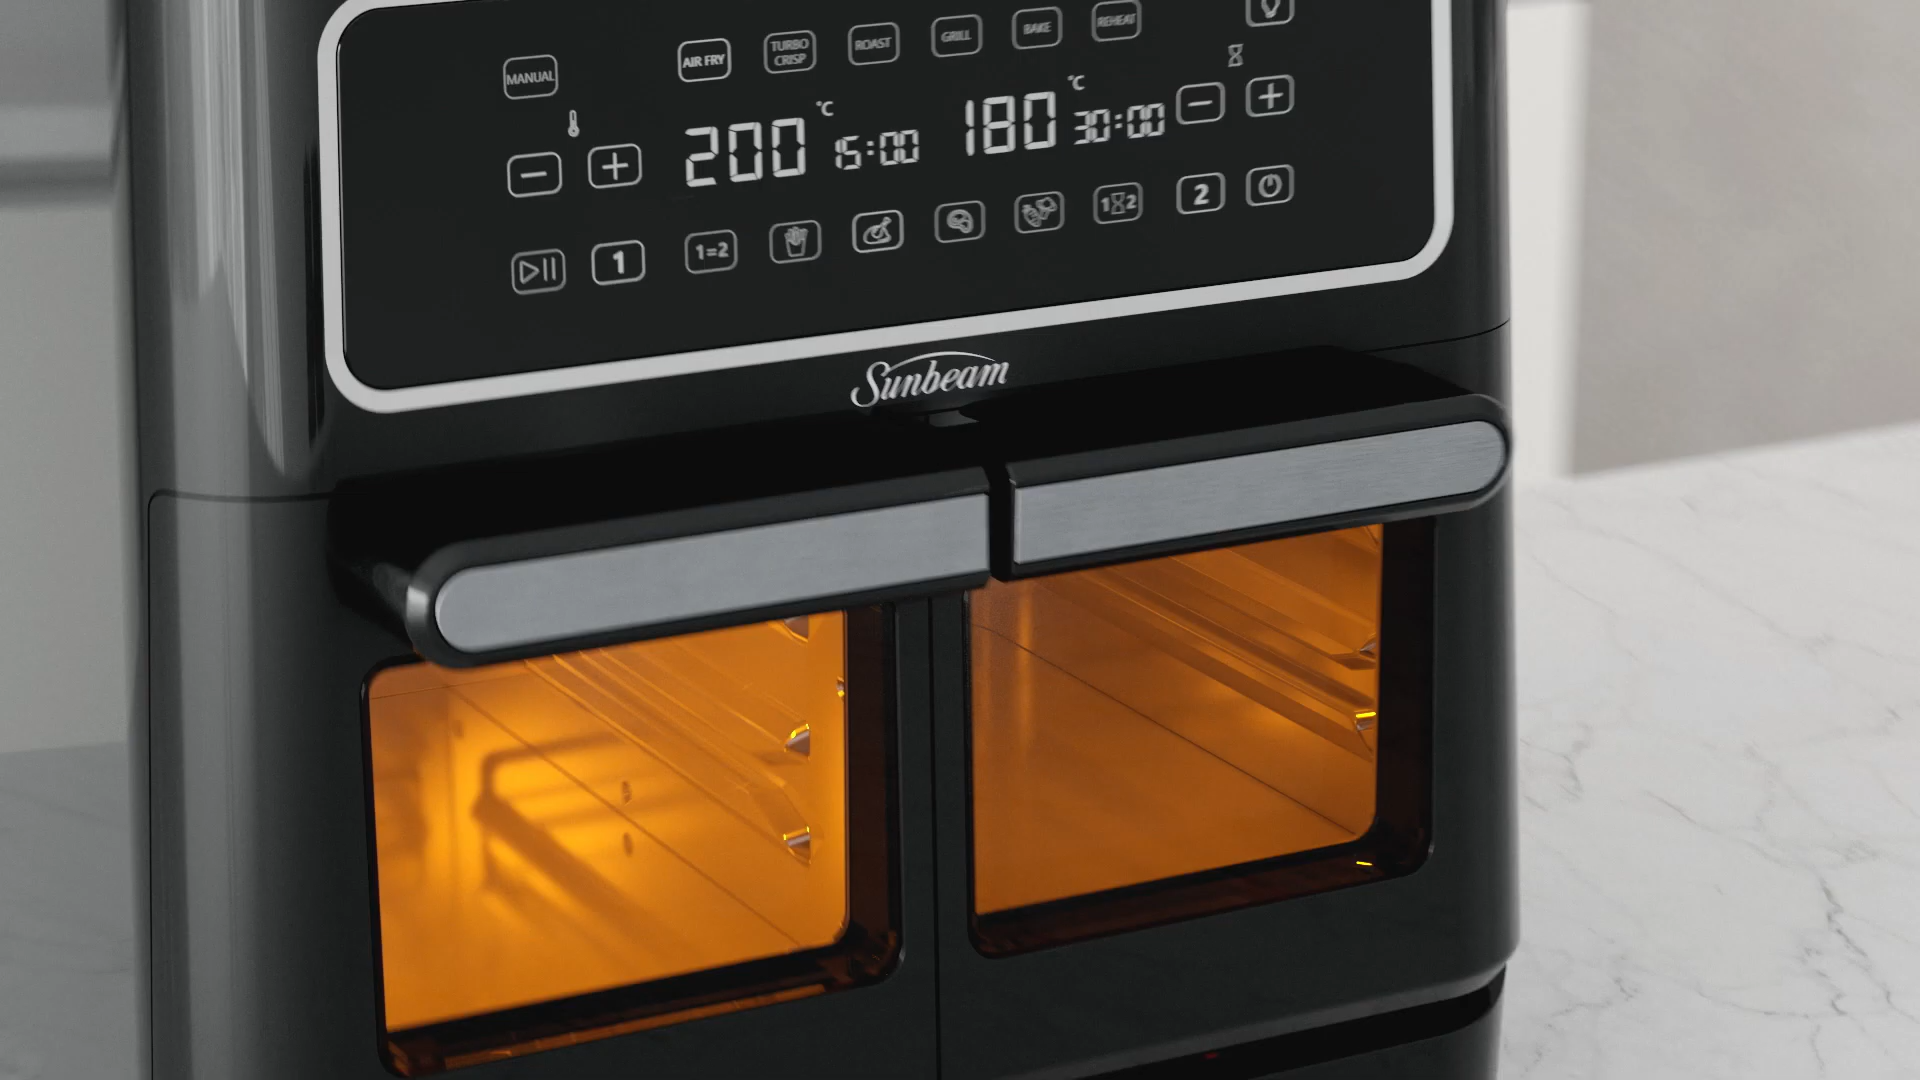 MANUAL
AIR FRY
TURBO
CRISP
ROAST
GRILL
BAKE
REHEAT
200 °C 15:00
180 °C 30:00
1
1=2
1 2
2
Sunbeam